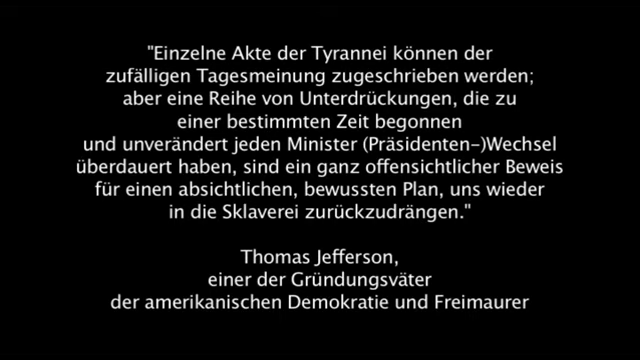 "Einzelne Akte der Tyrannei können der
zufälligen Tagesmeinung zugeschrieben werden;
aber eine Reihe von Unterdrückungen, die zu
einer bestimmten Zeit begonnen
und unverändert jeden Minister (Präsidenten-)Wechsel
überdauert haben, sind ein ganz offensichtlicher Beweis
für einen absichtlichen, bewussten Plan, uns wieder
in die Sklaverei zurückzudrängen."
Thomas Jefferson,
einer der Gründungsväter
der amerikanischen Demokratie und Freimaurer